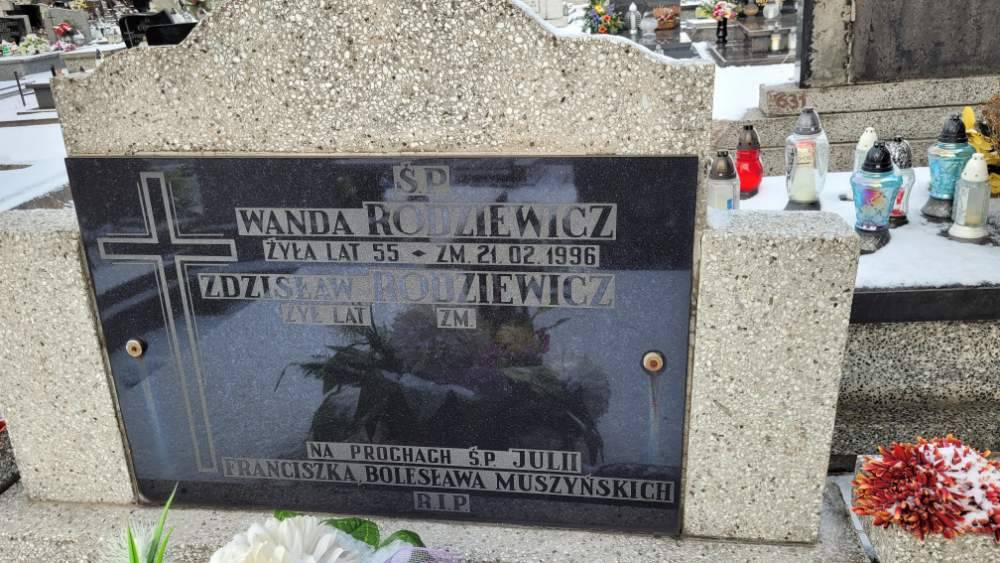 631
Ś.P.
WANDA RODZIEWICZ
ŻYŁA LAT 55 - ZM. 21.02.1996
ZDZISŁAW RODZIEWICZ
ŻYŁ LAT ZM.
NA PROCHACH Ś.P. JULII
FRANCISZKA, BOLESŁAWA MUSZYŃSKICH
R.I.P.